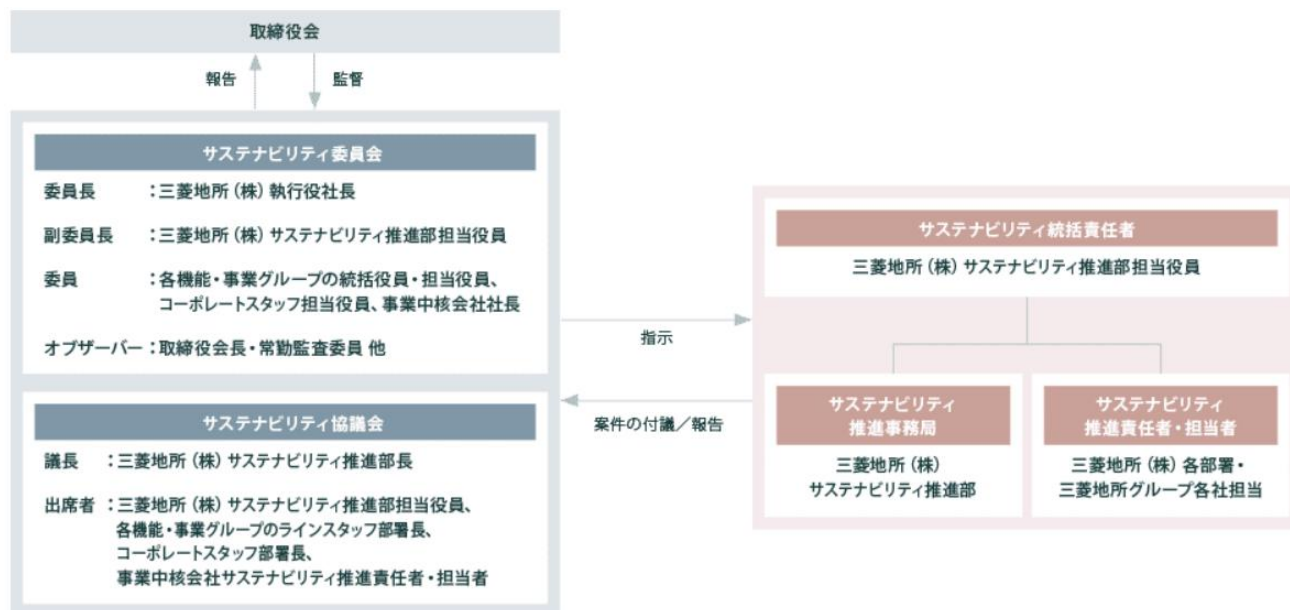 取締役会
報告
監督
サステナビリティ委員会
委員長 ：三菱地所（株）執行役社長
副委員長 ：三菱地所（株）サステナビリティ推進部担当役員
委員 ：各機能・事業グループの統括役員・担当役員、
コーポレートスタッフ担当役員、事業中核会社社長
オブザーバー：取締役会長・常勤監査委員 他
サステナビリティ協議会
議長 ：三菱地所（株）サステナビリティ推進部長
出席者：三菱地所（株）サステナビリティ推進部担当役員、
各機能・事業グループのラインスタッフ部署長、
コーポレートスタッフ部署長、
事業中核会社サステナビリティ推進責任者・担当者
指示
案件の付議／報告
サステナビリティ統括責任者
三菱地所（株）サステナビリティ推進部担当役員
サステナビリティ
推進事務局
三菱地所（株）
サステナビリティ推進部
サステナビリティ
推進責任者・担当者
三菱地所（株）各部署・
三菱地所グループ各社担当